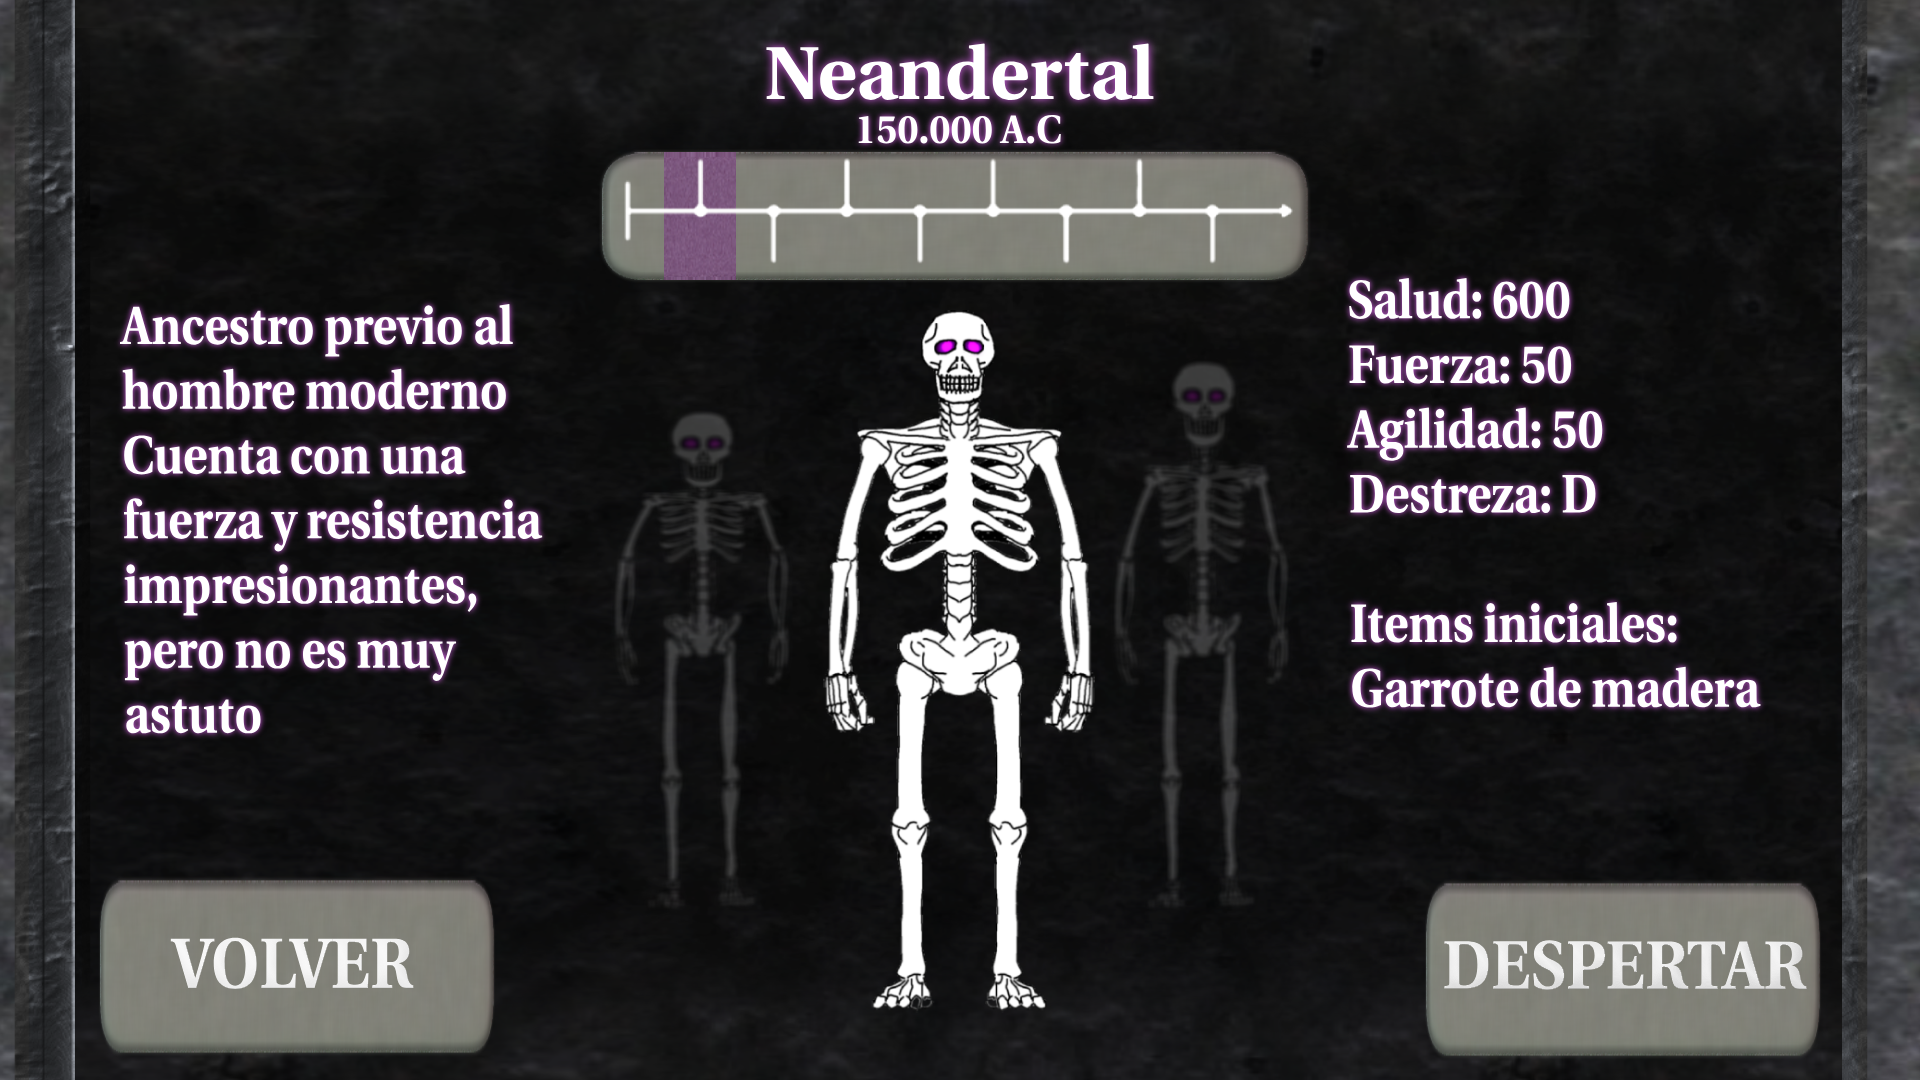 Neandertal
150.000 A.C
Ancestro previo al
hombre moderno
Cuenta con una
fuerza y resistencia
impresionantes,
pero no es muy
astuto
Salud: 600
Fuerza: 50
Agilidad: 50
Destreza: D
Items iniciales:
Garrote de madera
VOLVER
DESPERTAR